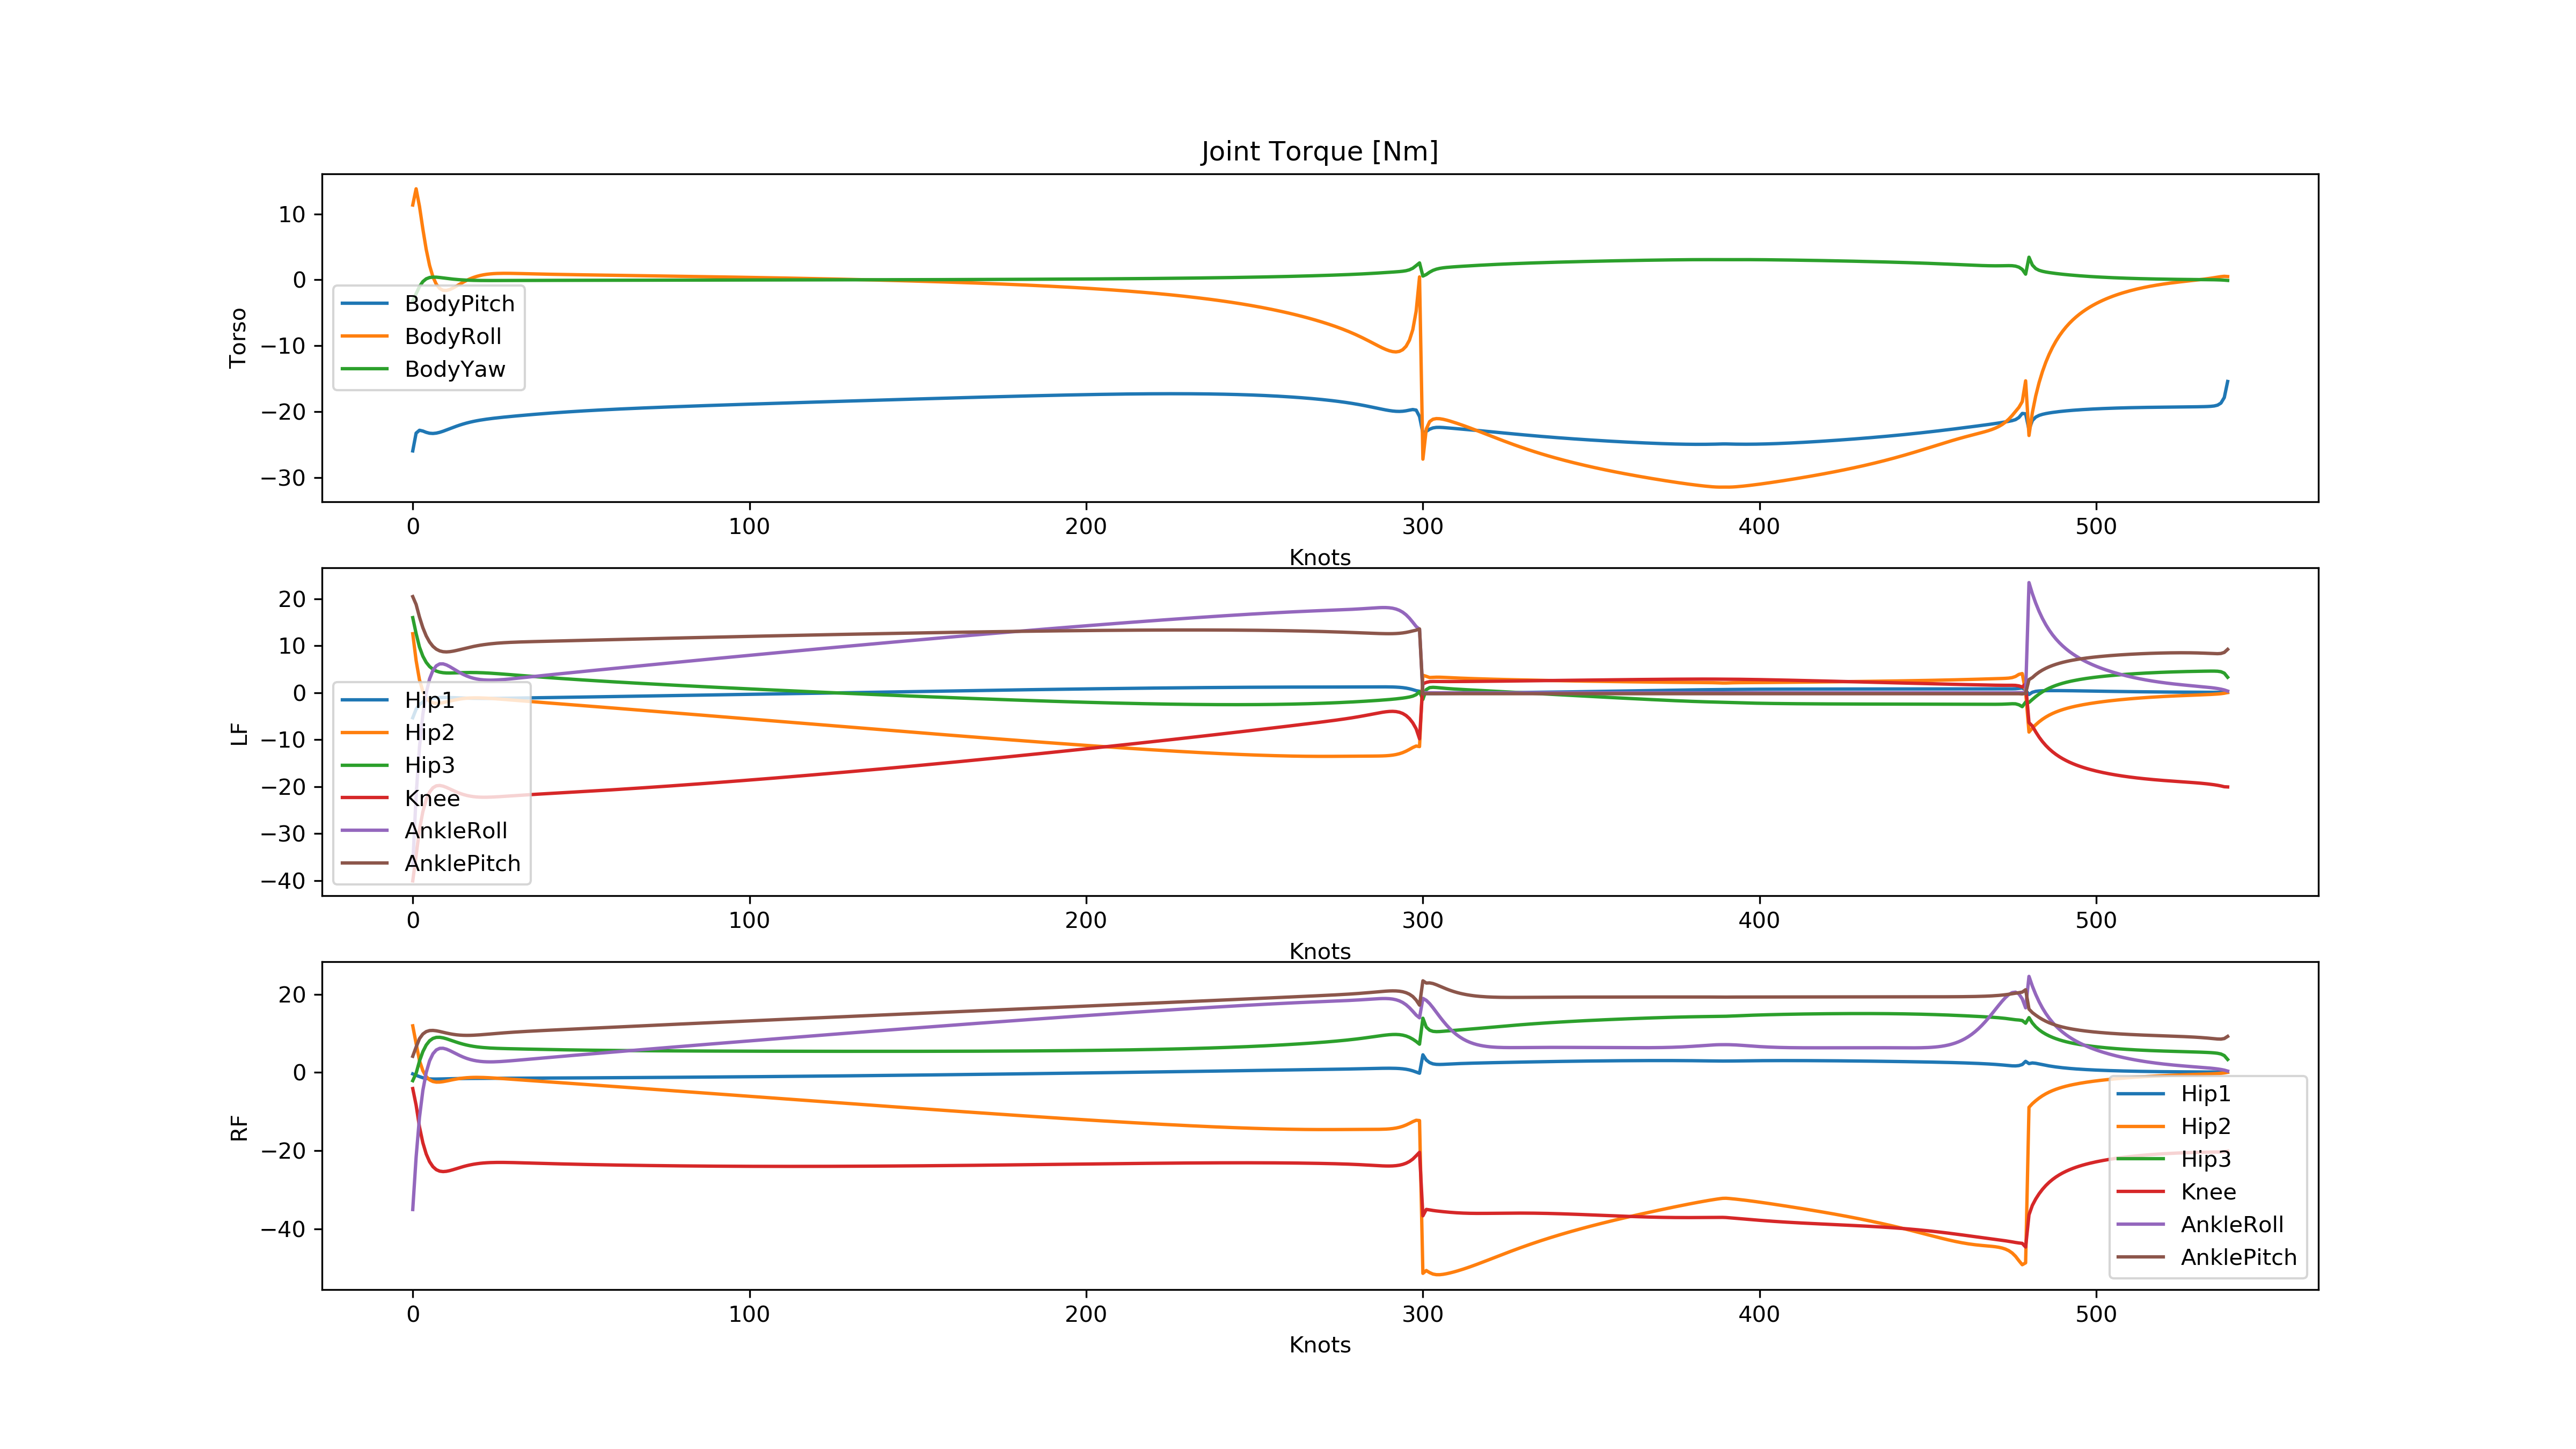 Joint Torque [Nm]
10
0
−10
−20
−30
Torso
BodyPitch
BodyRoll
BodyYaw
0 100 200 300 400 500
Knots
20
10
0
−10
−20
−30
−40
LF
Hip1
Hip2
Hip3
Knee
AnkleRoll
AnklePitch
0 100 200 300 400 500
Knots
20
0
−20
−40
RF
Hip1
Hip2
Hip3
Knee
AnkleRoll
AnklePitch
0 100 200 300 400 500
Knots